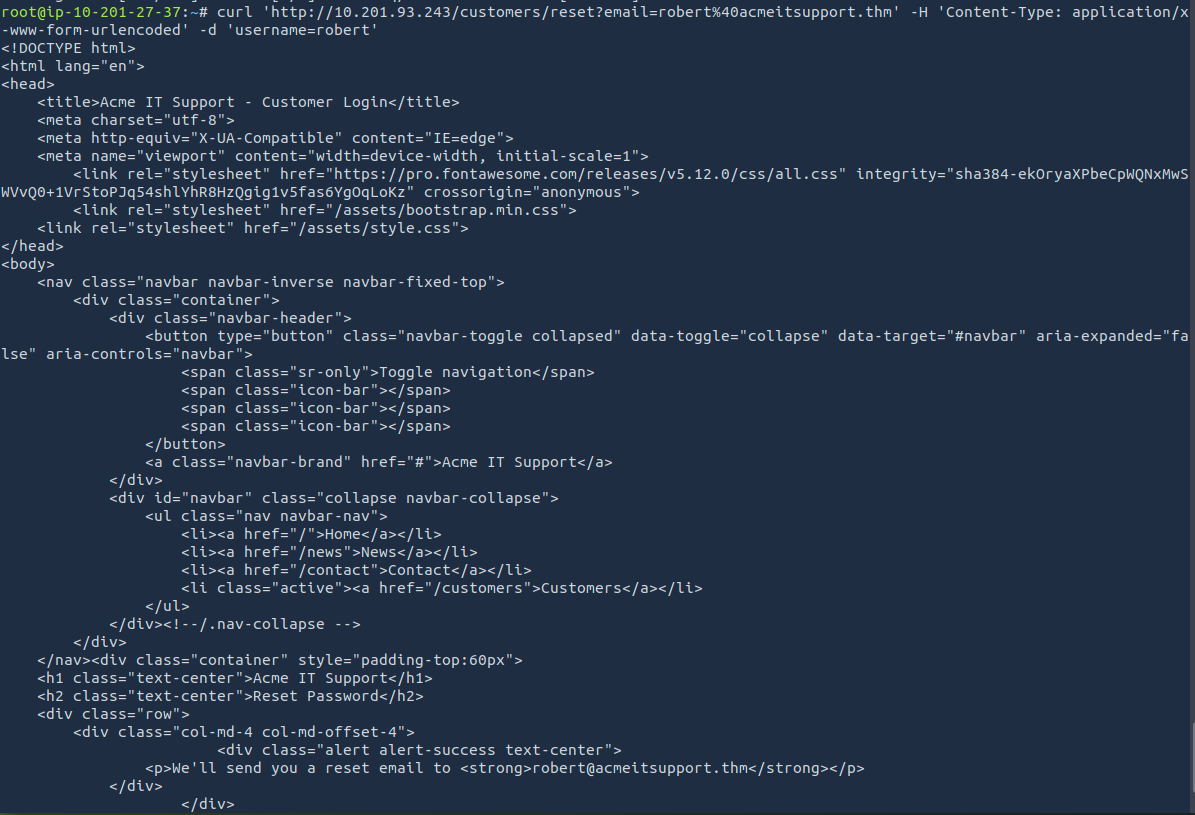 root@ip-10-201-27-37:~# curl 'http://10.201.93.243/customers/reset?email=robert%40acmeitsupport.thm' -H 'Content-Type: application/x
-www-form-urlencoded' -d 'username=robert'
<!DOCTYPE html>
<html lang="en">
<head>
    <title>Acme IT Support - Customer Login</title>
    <meta charset="utf-8">
    <meta http-equiv="X-UA-Compatible" content="IE=edge">
    <meta name="viewport" content="width=device-width, initial-scale=1">
        <link rel="stylesheet" href="https://pro.fontawesome.com/releases/v5.12.0/css/all.css" integrity="sha384-ekOryaXPbeCpWQNxMwS
WVvQ0+1VrStoPJq54shlYhR8HzQgig1v5fas6YgOqLoKz" crossorigin="anonymous">
        <link rel="stylesheet" href="/assets/bootstrap.min.css">
    <link rel="stylesheet" href="/assets/style.css">
</head>
<body>
    <nav class="navbar navbar-inverse navbar-fixed-top">
        <div class="container">
            <div class="navbar-header">
                <button type="button" class="navbar-toggle collapsed" data-toggle="collapse" data-target="#navbar" aria-expanded="fa
lse" aria-controls="navbar">
                    <span class="sr-only">Toggle navigation</span>
                    <span class="icon-bar"></span>
                    <span class="icon-bar"></span>
                    <span class="icon-bar"></span>
                </button>
                <a class="navbar-brand" href="#">Acme IT Support</a>
            </div>
            <div id="navbar" class="collapse navbar-collapse">
                <ul class="nav navbar-nav">
                    <li><a href="/">Home</a></li>
                    <li><a href="/news">News</a></li>
                    <li><a href="/contact">Contact</a></li>
                    <li class="active"><a href="/customers">Customers</a></li>
                </ul>
            </div><!--/.nav-collapse -->
        </div>
    </nav><div class="container" style="padding-top:60px">
    <h1 class="text-center">Acme IT Support</h1>
    <h2 class="text-center">Reset Password</h2>
    <div class="row">
        <div class="col-md-4 col-md-offset-4">
                        <div class="alert alert-success text-center">
                <p>We'll send you a reset email to <strong>robert@acmeitsupport.thm</strong></p>
            </div>
                    </div>